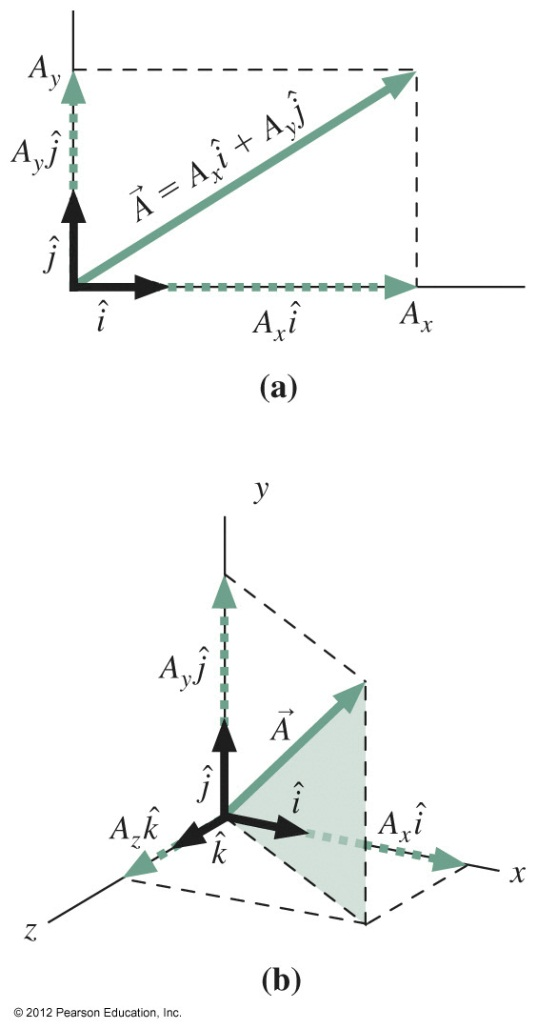 A_y
A_y ĵ
A⃗ = A_x î + A_y ĵ
ĵ
î
A_x î
A_x
(a)
y
A_y ĵ
A⃗
ĵ
î
A_z k̂
k̂
A_x î
x
z
(b)
© 2012 Pearson Education, Inc.